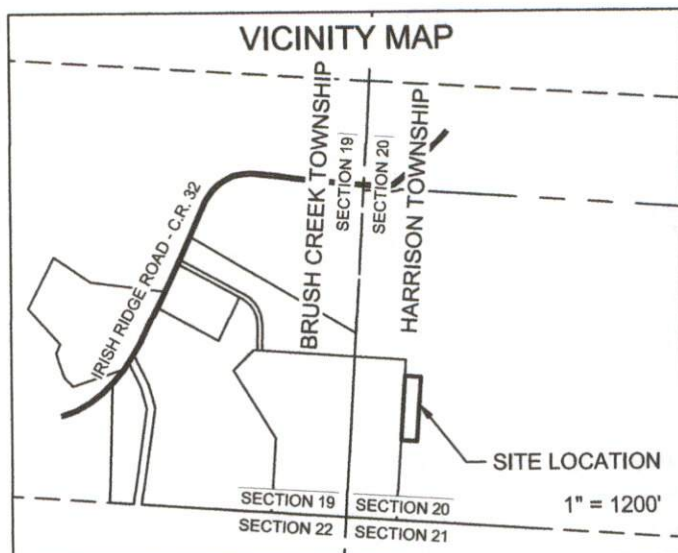 VICINITY MAP
BRUSH CREEK TOWNSHIP
SECTION 19
SECTION 20
HARRISON TOWNSHIP
IRISH RIDGE ROAD - C.R. 32
SITE LOCATION
1" = 1200'
SECTION 19
SECTION 20
SECTION 22
SECTION 21